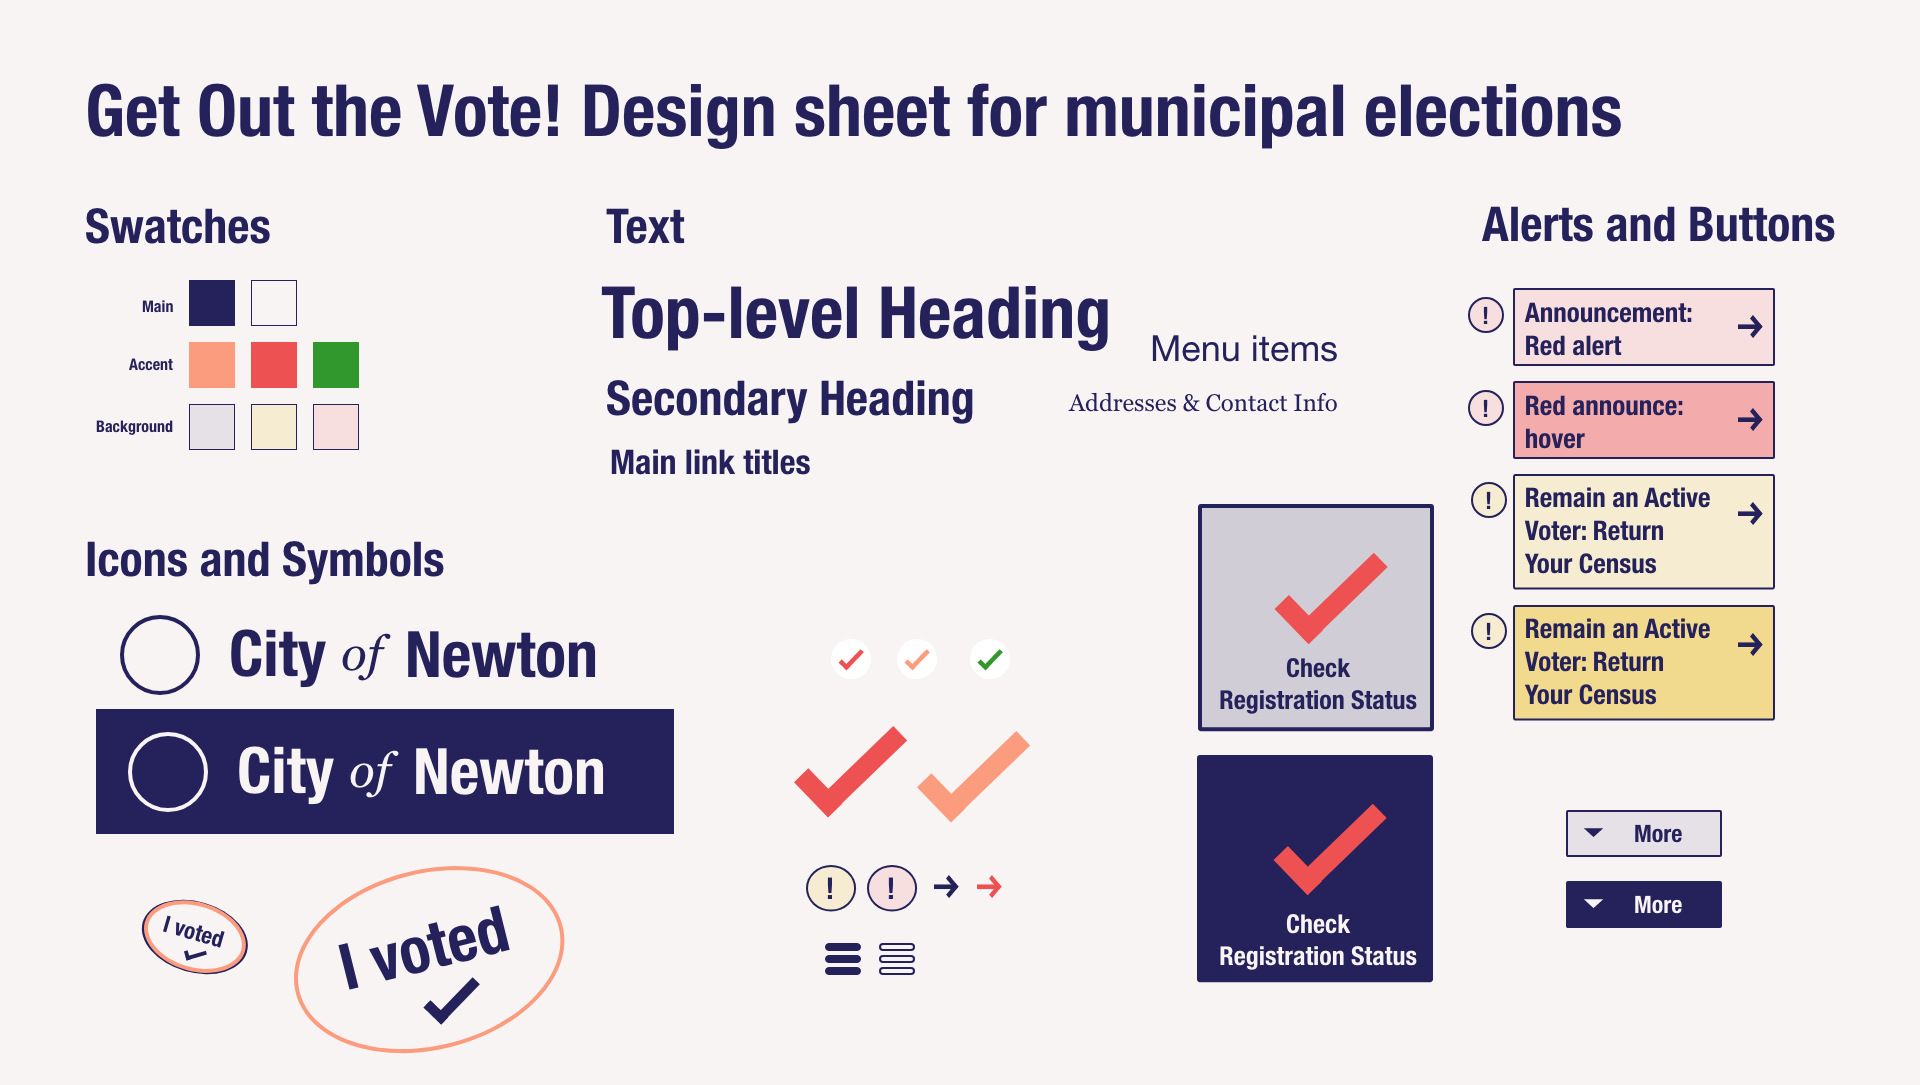 Get Out the Vote! Design sheet for municipal elections
Swatches
Main
Accent
Background
Text
Top-level Heading
Secondary Heading
Main link titles
Menu items
Addresses & Contact Info
Alerts and Buttons
!
Announcement:
Red alert
!
Red announce:
hover
!
Remain an Active
Voter: Return
Your Census
!
Remain an Active
Voter: Return
Your Census
Icons and Symbols
City of Newton
City of Newton
I voted
I voted
!
!
Check
Registration Status
Check
Registration Status
More
More